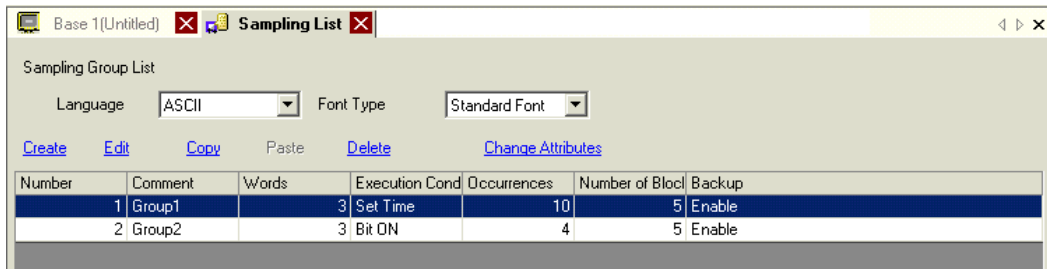 Base 1(Untitled) Sampling List
Sampling Group List
Language ASCII Font Type Standard Font
Create Edit Copy Paste Delete Change Attributes
Number Comment Words Execution Cond Occurrences Number of Blocl Backup
1 Group1 3 Set Time 10 5 Enable
2 Group2 3 Bit ON 4 5 Enable